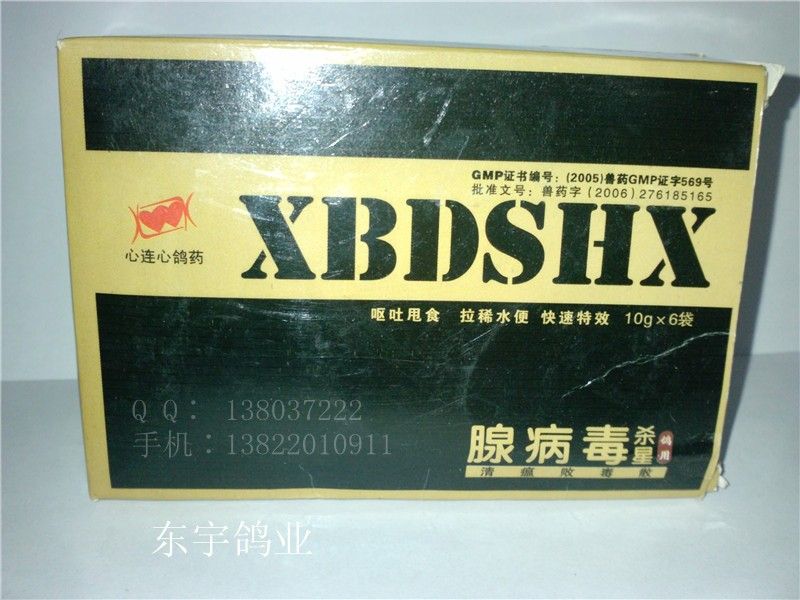 GMP证书编号：(2005)兽药GMP证字569号
批准文号：兽药字(2006)276185165
心连心鸽药
XBDSHX
呕吐甩食 拉稀水便 快速特效 10g×6袋
QQ：138037222
手机：13822010911
腺病毒杀星 鸽用
清瘟败毒散
东宇鸽业